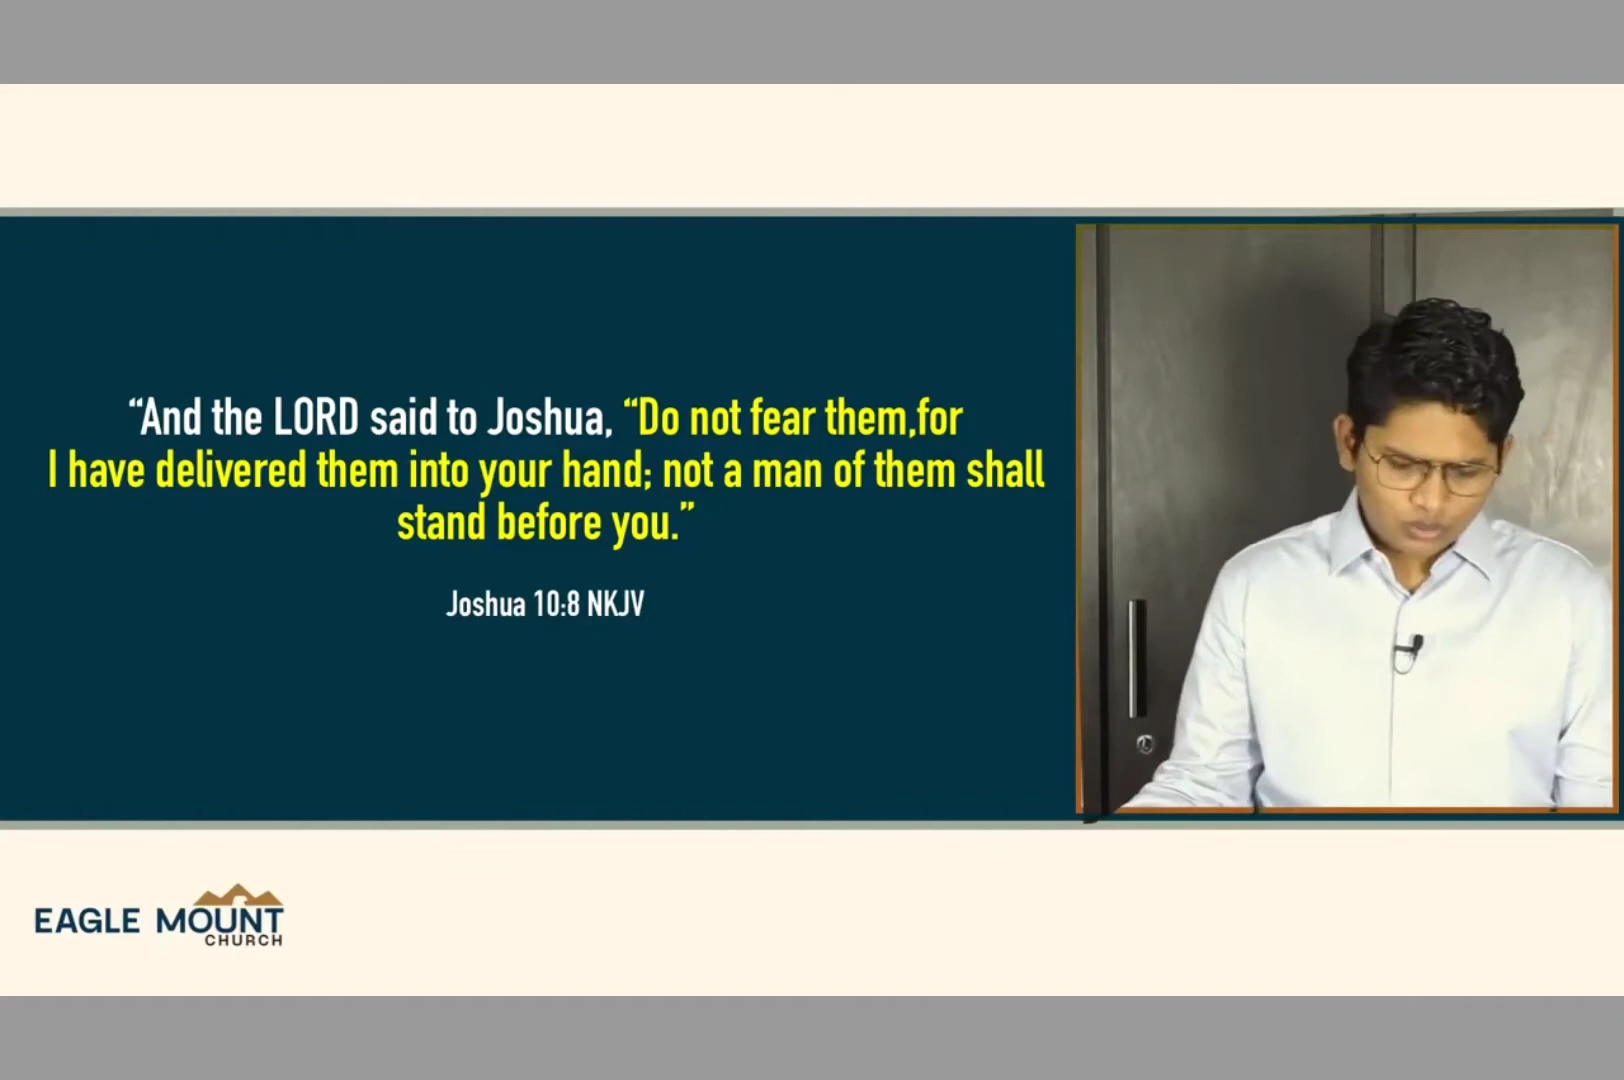 “And the LORD said to Joshua, “Do not fear them,for
I have delivered them into your hand; not a man of them shall
stand before you.”
Joshua 10:8 NKJV
EAGLE MOUNT
CHURCH